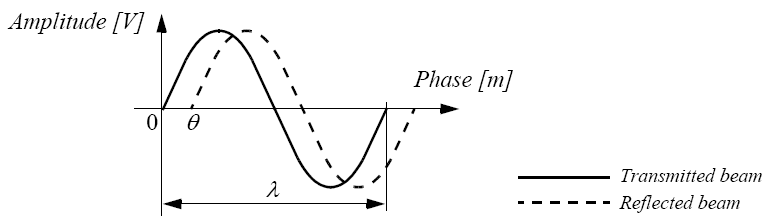 Amplitude [V]
Phase [m]
0 θ
λ
Transmitted beam
Reflected beam